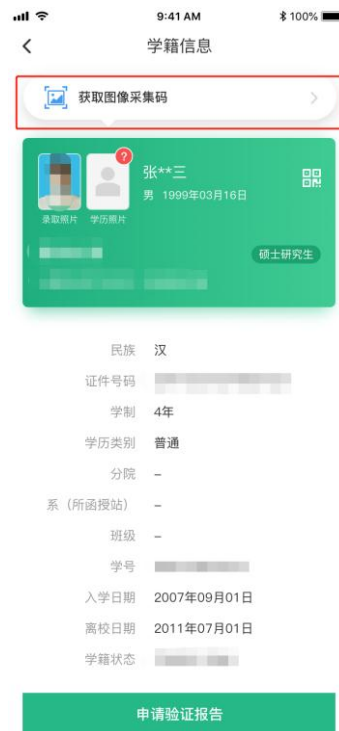 9:41 AM 100%
学籍信息
获取图像采集码
?
张**三
男 1999年03月16日
录取照片 学历照片
硕士研究生
民族 汉
证件号码
学制 4年
学历类别 普通
分院 –
系（所函授站） –
班级 –
学号
入学日期 2007年09月01日
离校日期 2011年07月01日
学籍状态
申请验证报告